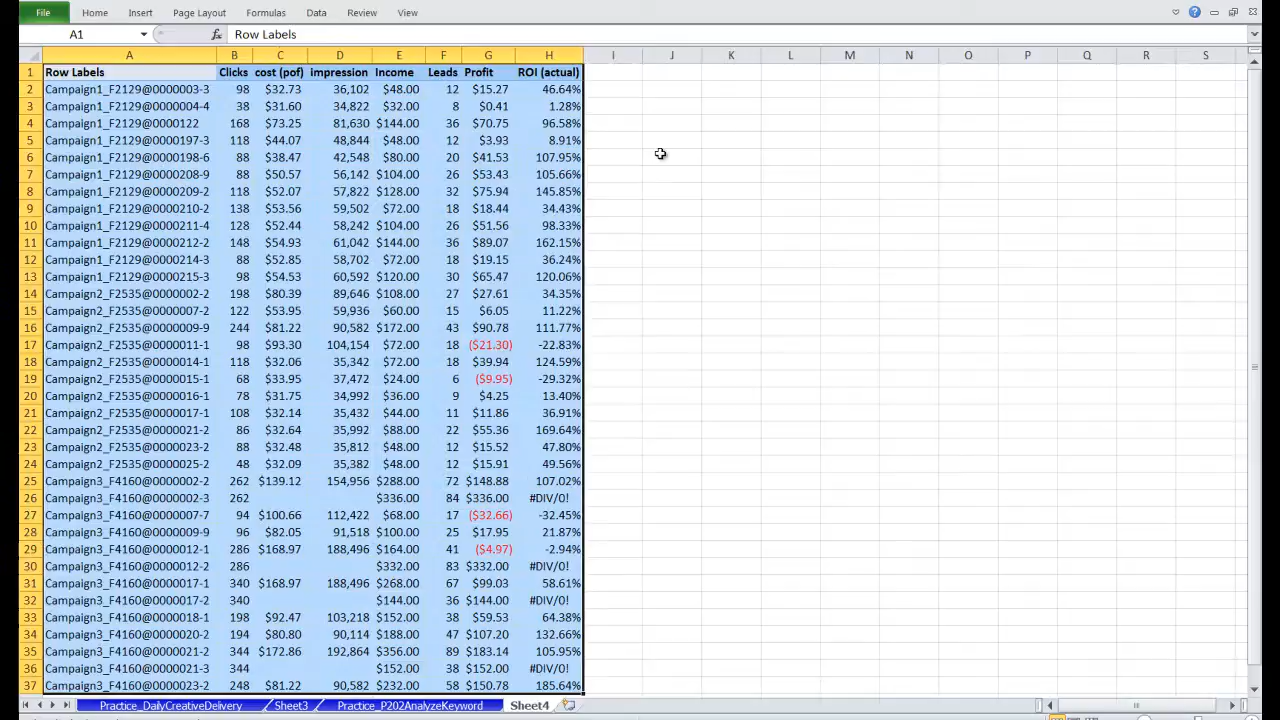 File Home Insert Page Layout Formulas Data Review View
A1 fx Row Labels
A B C D E F G H I J K L M N O P Q R S
1 Row Labels Clicks cost (pof) impression Income Leads Profit ROI (actual)
2 Campaign1_F2129@0000003-3 98 $32.73 36,102 $48.00 12 $15.27 46.64%
3 Campaign1_F2129@0000004-4 38 $31.60 34,822 $32.00 8 $0.41 1.28%
4 Campaign1_F2129@0000122 168 $73.25 81,630 $144.00 36 $70.75 96.58%
5 Campaign1_F2129@0000197-3 118 $44.07 48,844 $48.00 12 $3.93 8.91%
6 Campaign1_F2129@0000198-6 88 $38.47 42,548 $80.00 20 $41.53 107.95%
7 Campaign1_F2129@0000208-9 88 $50.57 56,142 $104.00 26 $53.43 105.66%
8 Campaign1_F2129@0000209-2 118 $52.07 57,822 $128.00 32 $75.94 145.85%
9 Campaign1_F2129@0000210-2 138 $53.56 59,502 $72.00 18 $18.44 34.43%
10 Campaign1_F2129@0000211-4 128 $52.44 58,242 $104.00 26 $51.56 98.33%
11 Campaign1_F2129@0000212-2 148 $54.93 61,042 $144.00 36 $89.07 162.15%
12 Campaign1_F2129@0000214-3 88 $52.85 58,702 $72.00 18 $19.15 36.24%
13 Campaign1_F2129@0000215-3 98 $54.53 60,592 $120.00 30 $65.47 120.06%
14 Campaign2_F2535@0000002-2 198 $80.39 89,646 $108.00 27 $27.61 34.35%
15 Campaign2_F2535@0000007-2 122 $53.95 59,936 $60.00 15 $6.05 11.22%
16 Campaign2_F2535@0000009-9 244 $81.22 90,582 $172.00 43 $90.78 111.77%
17 Campaign2_F2535@0000011-1 98 $93.30 104,154 $72.00 18 ($21.30) -22.83%
18 Campaign2_F2535@0000014-1 118 $32.06 35,342 $72.00 18 $39.94 124.59%
19 Campaign2_F2535@0000015-1 68 $33.95 37,472 $24.00 6 ($9.95) -29.32%
20 Campaign2_F2535@0000016-1 78 $31.75 34,992 $36.00 9 $4.25 13.40%
21 Campaign2_F2535@0000017-1 108 $32.14 35,432 $44.00 11 $11.86 36.91%
22 Campaign2_F2535@0000021-2 86 $32.64 35,992 $88.00 22 $55.36 169.64%
23 Campaign2_F2535@0000023-2 88 $32.48 35,812 $48.00 12 $15.52 47.80%
24 Campaign2_F2535@0000025-2 48 $32.09 35,382 $48.00 12 $15.91 49.56%
25 Campaign3_F4160@0000002-2 262 $139.12 154,956 $288.00 72 $148.88 107.02%
26 Campaign3_F4160@0000002-3 262 $336.00 84 $336.00 #DIV/0!
27 Campaign3_F4160@0000007-7 94 $100.66 112,422 $68.00 17 ($32.66) -32.45%
28 Campaign3_F4160@0000009-9 96 $82.05 91,518 $100.00 25 $17.95 21.87%
29 Campaign3_F4160@0000012-1 286 $168.97 188,496 $164.00 41 ($4.97) -2.94%
30 Campaign3_F4160@0000012-2 286 $332.00 83 $332.00 #DIV/0!
31 Campaign3_F4160@0000017-1 340 $168.97 188,496 $268.00 67 $99.03 58.61%
32 Campaign3_F4160@0000017-2 340 $144.00 36 $144.00 #DIV/0!
33 Campaign3_F4160@0000018-1 198 $92.47 103,218 $152.00 38 $59.53 64.38%
34 Campaign3_F4160@0000020-2 194 $80.80 90,114 $188.00 47 $107.20 132.66%
35 Campaign3_F4160@0000021-2 344 $172.86 192,864 $356.00 89 $183.14 105.95%
36 Campaign3_F4160@0000021-3 344 $152.00 38 $152.00 #DIV/0!
37 Campaign3_F4160@0000023-2 248 $81.22 90,582 $232.00 58 $150.78 185.64%
Practice_DailyCreativeDelivery Sheet3 Practice_P202AnalyzeKeyword Sheet4